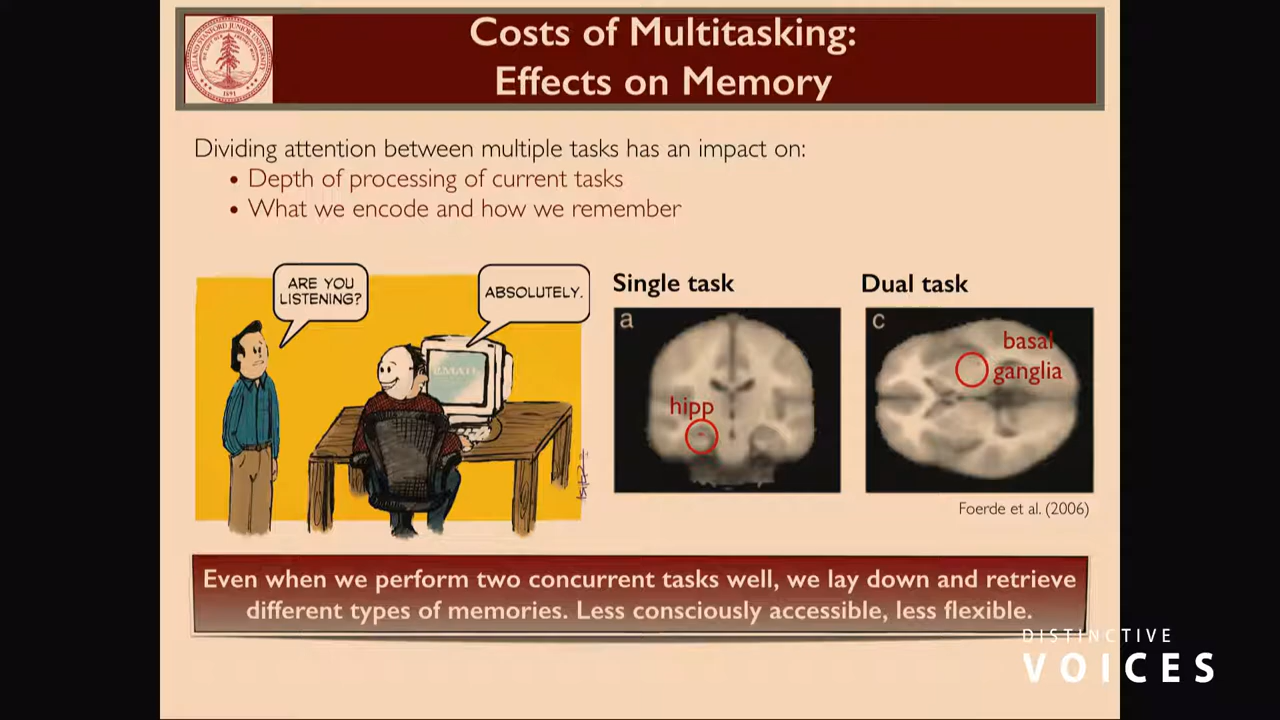 Costs of Multitasking:
Effects on Memory
Dividing attention between multiple tasks has an impact on:
• Depth of processing of current tasks
• What we encode and how we remember
ARE YOU
LISTENING?
ABSOLUTELY.
EMAIL
Single task
a
hipp
Dual task
c
basal
ganglia
Foerde et al. (2006)
Even when we perform two concurrent tasks well, we lay down and retrieve
different types of memories. Less consciously accessible, less flexible.
DISTINCTIVE
VOICES
1891